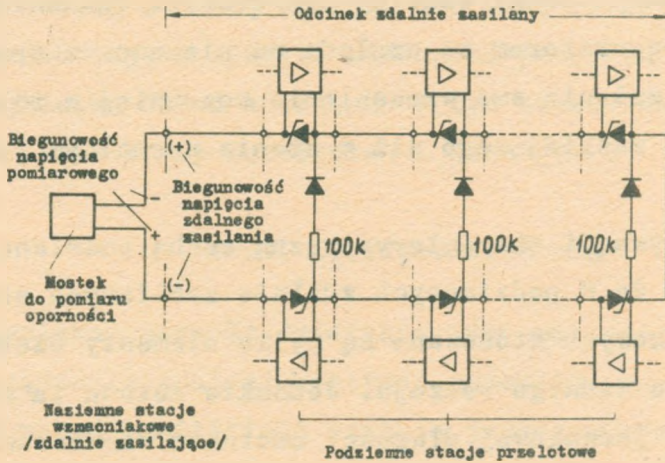 Odcinek zdalnie zasilany
Biegunowość
napięcia
pomiarowego
(+)
-
Biegunowość
napięcia
zdalnego
zasilania
+
100k
100k
100k
Mostek
do pomiaru
oporności
(-)
Naziemne stacje
wzmacniakowe
/zdalnie zasilające/
Podziemne stacje przelotowe